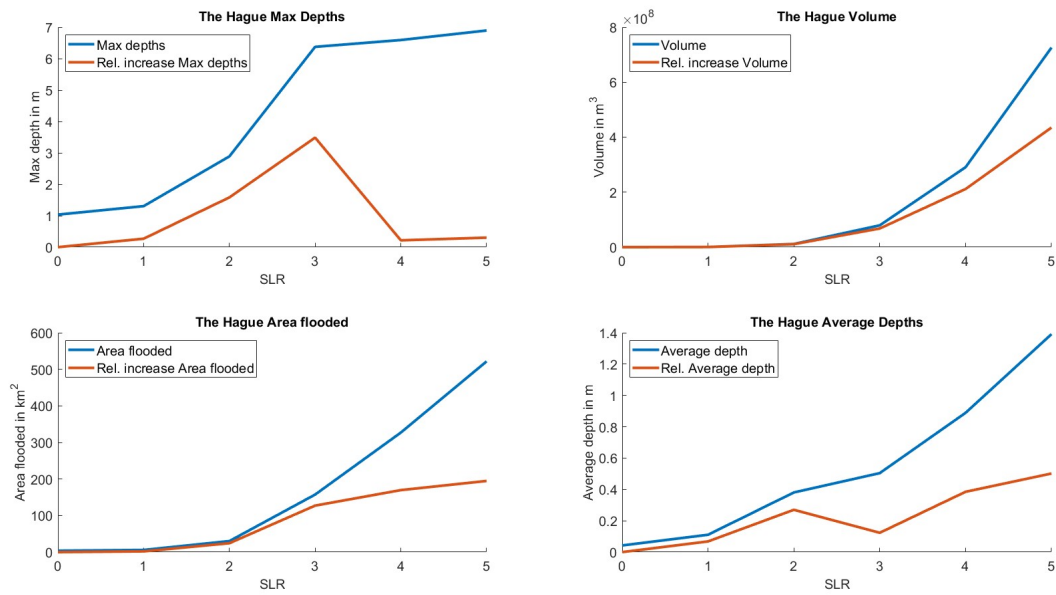 The Hague Max Depths
7
6
5
4
3
2
1
0
Max depth in m
Max depths
Rel. increase Max depths
0 1 2 3 4 5
SLR
The Hague Volume
×10^8
8
6
4
2
0
Volume in m^3
Volume
Rel. increase Volume
0 1 2 3 4 5
SLR
The Hague Area flooded
600
500
400
300
200
100
0
Area flooded in km^2
Area flooded
Rel. increase Area flooded
0 1 2 3 4 5
SLR
The Hague Average Depths
1.4
1.2
1
0.8
0.6
0.4
0.2
0
Average depth in m
Average depth
Rel. Average depth
0 1 2 3 4 5
SLR